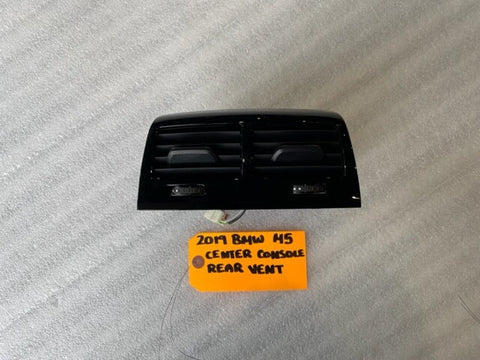 2019 BMW M5
CENTER CONSOLE
REAR VENT